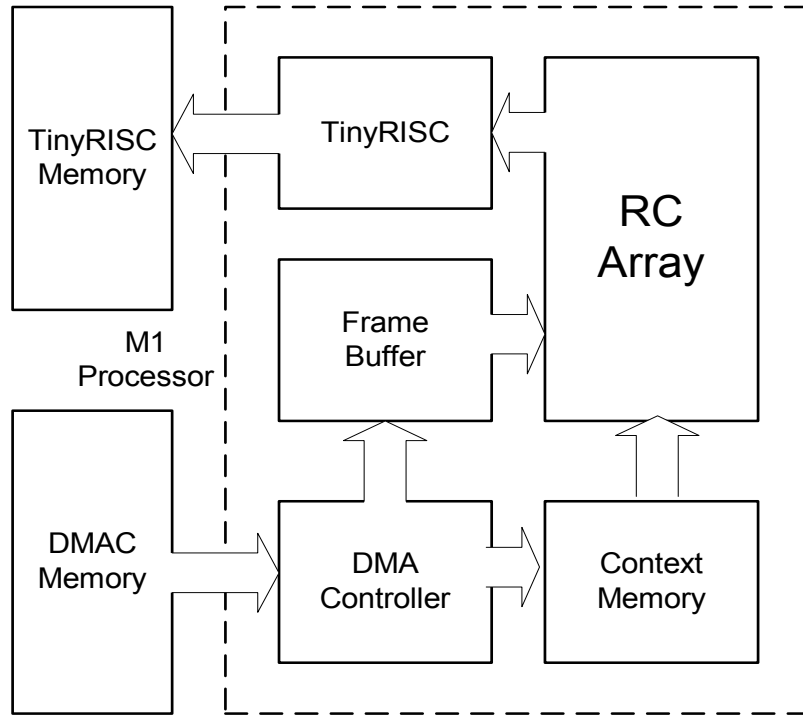 TinyRISC
Memory
TinyRISC
RC
Array
Frame
Buffer
M1
Processor
DMAC
Memory
DMA
Controller
Context
Memory